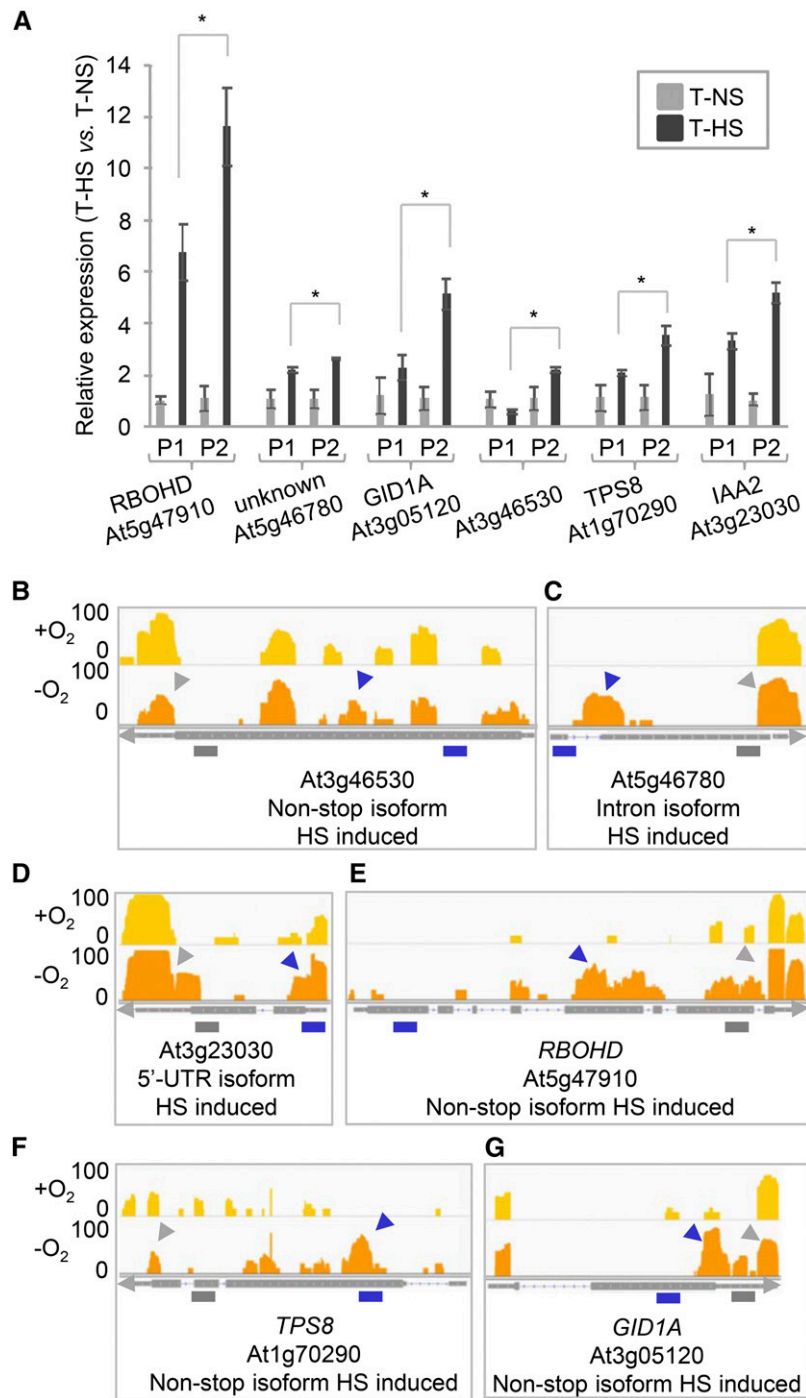 A
Relative expression (T-HS vs. T-NS)
14
12
10
8
6
4
2
0
*
*
*
*
*
*
T-NS
T-HS
P1 P2 P1 P2 P1 P2 P1 P2 P1 P2 P1 P2
RBOHD
At5g47910
unknown
At5g46780
GID1A
At3g05120
At3g46530
TPS8
At1g70290
IAA2
At3g23030
B
+O2
100
0
-O2
100
0
At3g46530
Non-stop isoform
HS induced
C
At5g46780
Intron isoform
HS induced
D
+O2
100
0
-O2
100
0
At3g23030
5'-UTR isoform
HS induced
E
RBOHD
At5g47910
Non-stop isoform HS induced
F
+O2
100
0
-O2
100
0
TPS8
At1g70290
Non-stop isoform HS induced
G
GID1A
At3g05120
Non-stop isoform HS induced